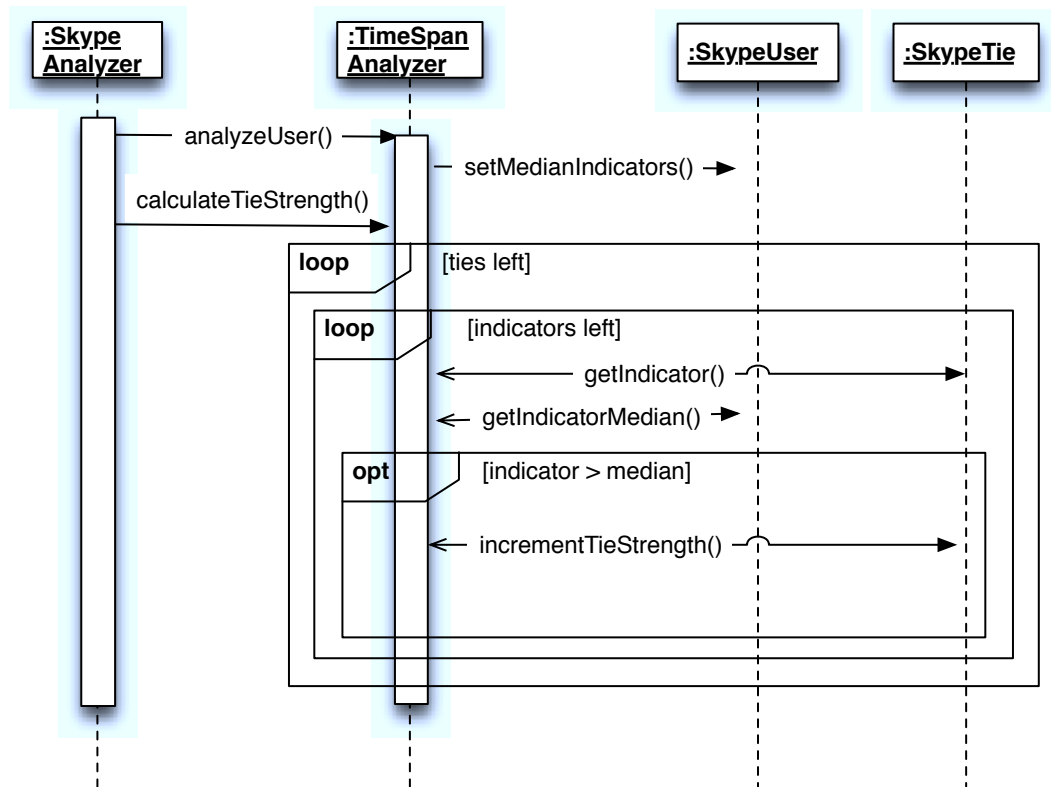 :Skype
Analyzer
:TimeSpan
Analyzer
:SkypeUser
:SkypeTie
analyzeUser()
setMedianIndicators()
calculateTieStrength()
loop
[ties left]
loop
[indicators left]
getIndicator()
getIndicatorMedian()
opt
[indicator > median]
incrementTieStrength()